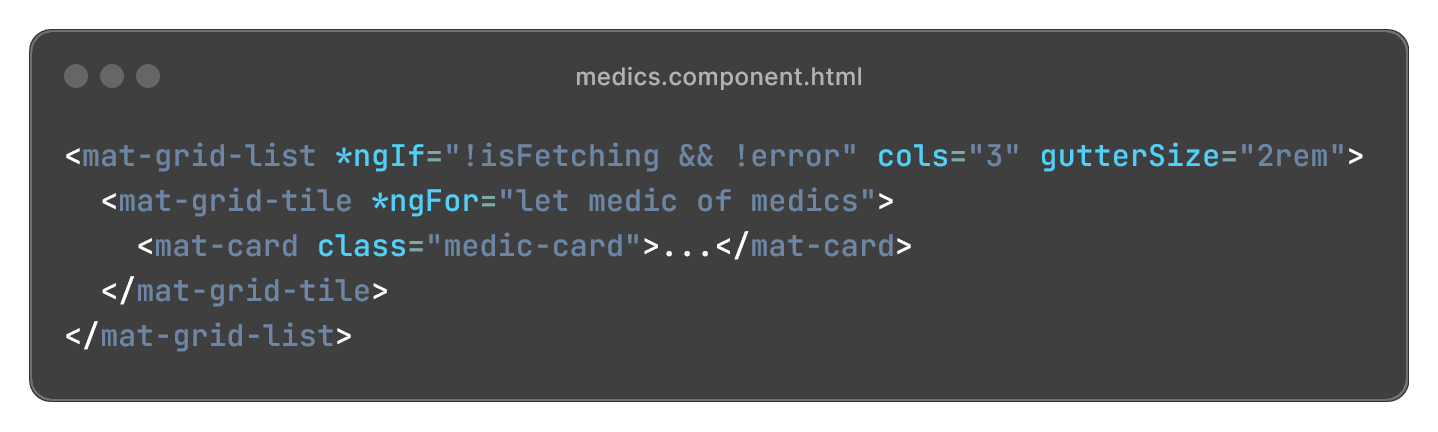 medics.component.html
<mat-grid-list *ngIf="!isFetching && !error" cols="3" gutterSize="2rem">
  <mat-grid-tile *ngFor="let medic of medics">
    <mat-card class="medic-card">...</mat-card>
  </mat-grid-tile>
</mat-grid-list>